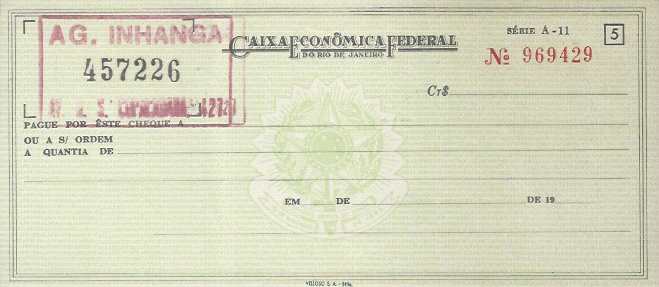 AG. INHANGA
457226
CAIXA ECONÔMICA FEDERAL
DO RIO DE JANEIRO
SÉRIE A - 11
5
Nº 969429
Cr$
PAGUE POR ÊSTE CHEQUE A
OU A S/ ORDEM
A QUANTIA DE
EM DE DE 19
VELLOSO S. A.